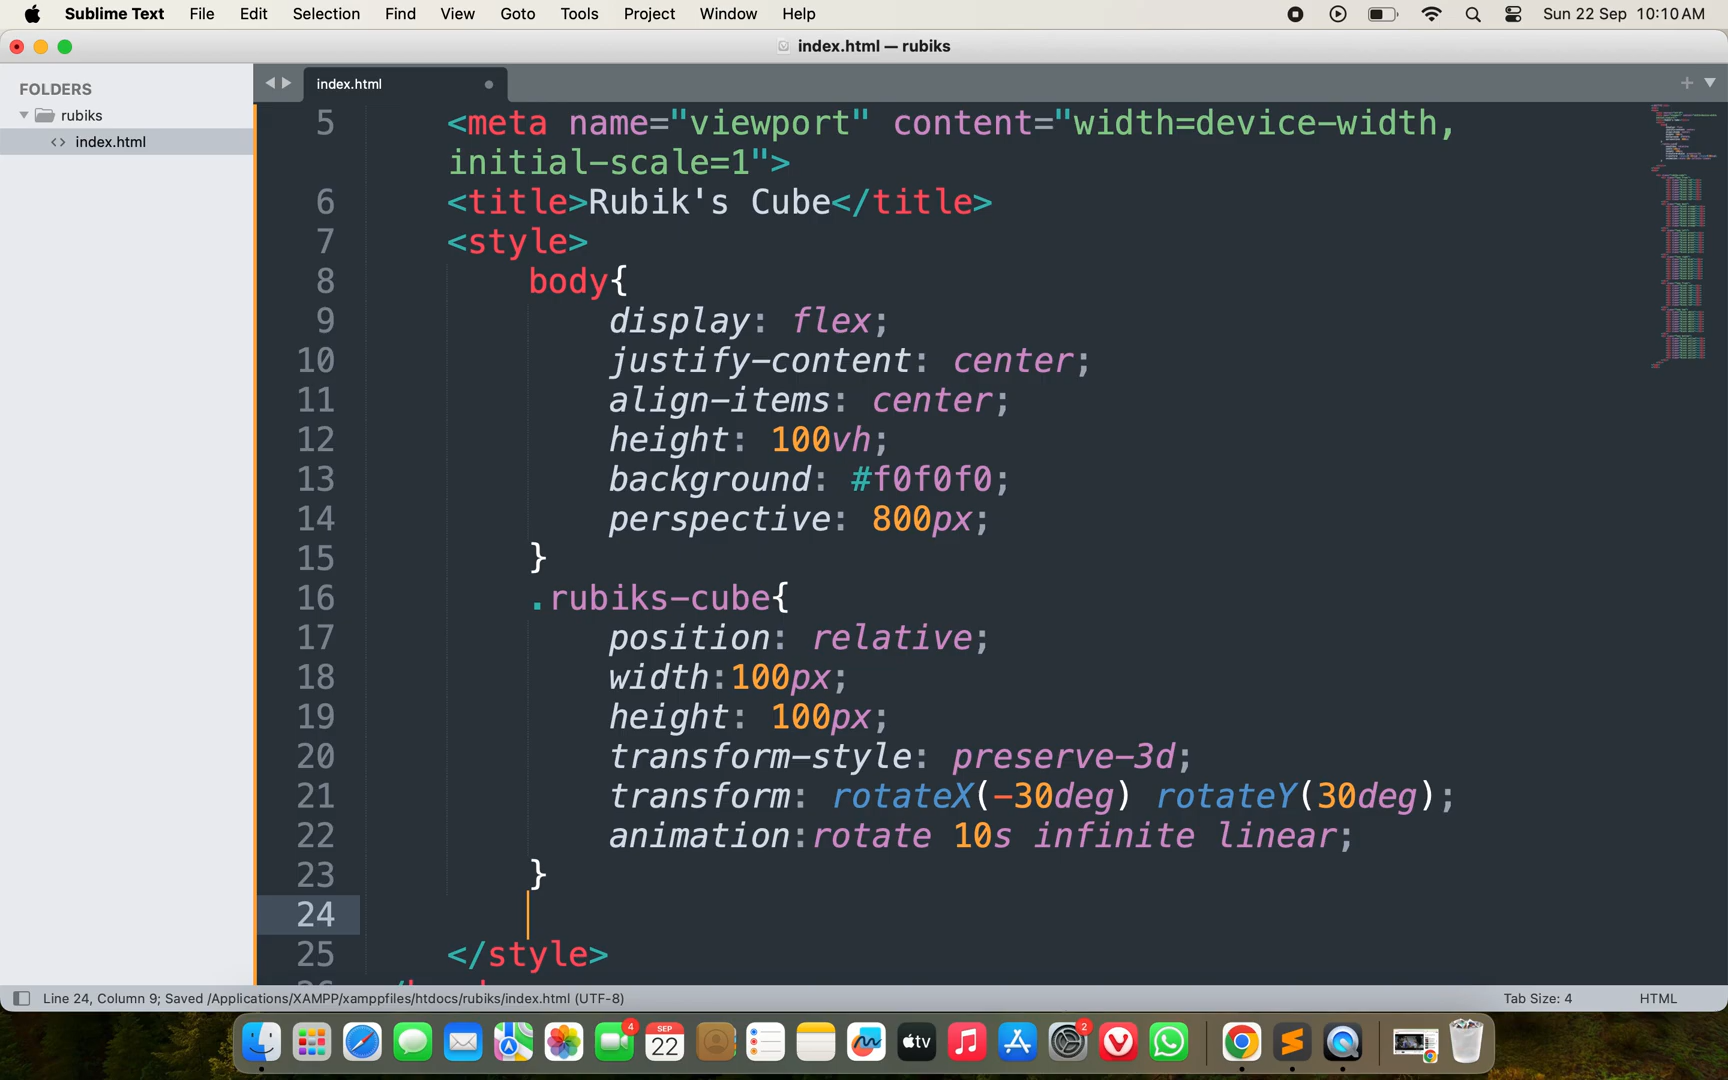 Sublime Text File Edit Selection Find View Goto Tools Project Window Help Sun 22 Sep 10:10 AM
index.html — rubiks
FOLDERS
rubiks
index.html
index.html
5 <meta name="viewport" content="width=device-width,
initial-scale=1">
6 <title>Rubik's Cube</title>
7 <style>
8 body{
9 display: flex;
10 justify-content: center;
11 align-items: center;
12 height: 100vh;
13 background: #f0f0f0;
14 perspective: 800px;
15 }
16 .rubiks-cube{
17 position: relative;
18 width:100px;
19 height: 100px;
20 transform-style: preserve-3d;
21 transform: rotateX(-30deg) rotateY(30deg);
22 animation:rotate 10s infinite linear;
23 }
24
25 </style>
Line 24, Column 9; Saved /Applications/XAMPP/xamppfiles/htdocs/rubiks/index.html (UTF-8) Tab Size: 4 HTML
4 SEP 22 tv 2